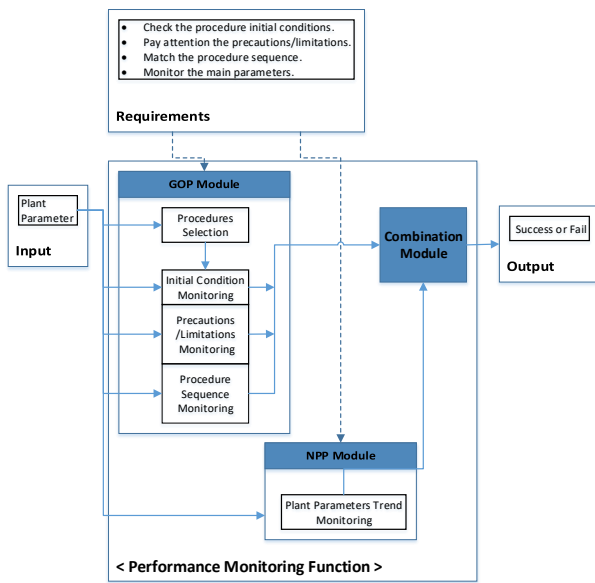 • Check the procedure initial conditions.
• Pay attention the precautions/limitations.
• Match the procedure sequence.
• Monitor the main parameters.
Requirements
GOP Module
Plant
Parameter
Input
Procedures
Selection
Initial Condition
Monitoring
Precautions
/Limitations
Monitoring
Procedure
Sequence
Monitoring
Combination
Module
Success or Fail
Output
NPP Module
Plant Parameters Trend
Monitoring
< Performance Monitoring Function >